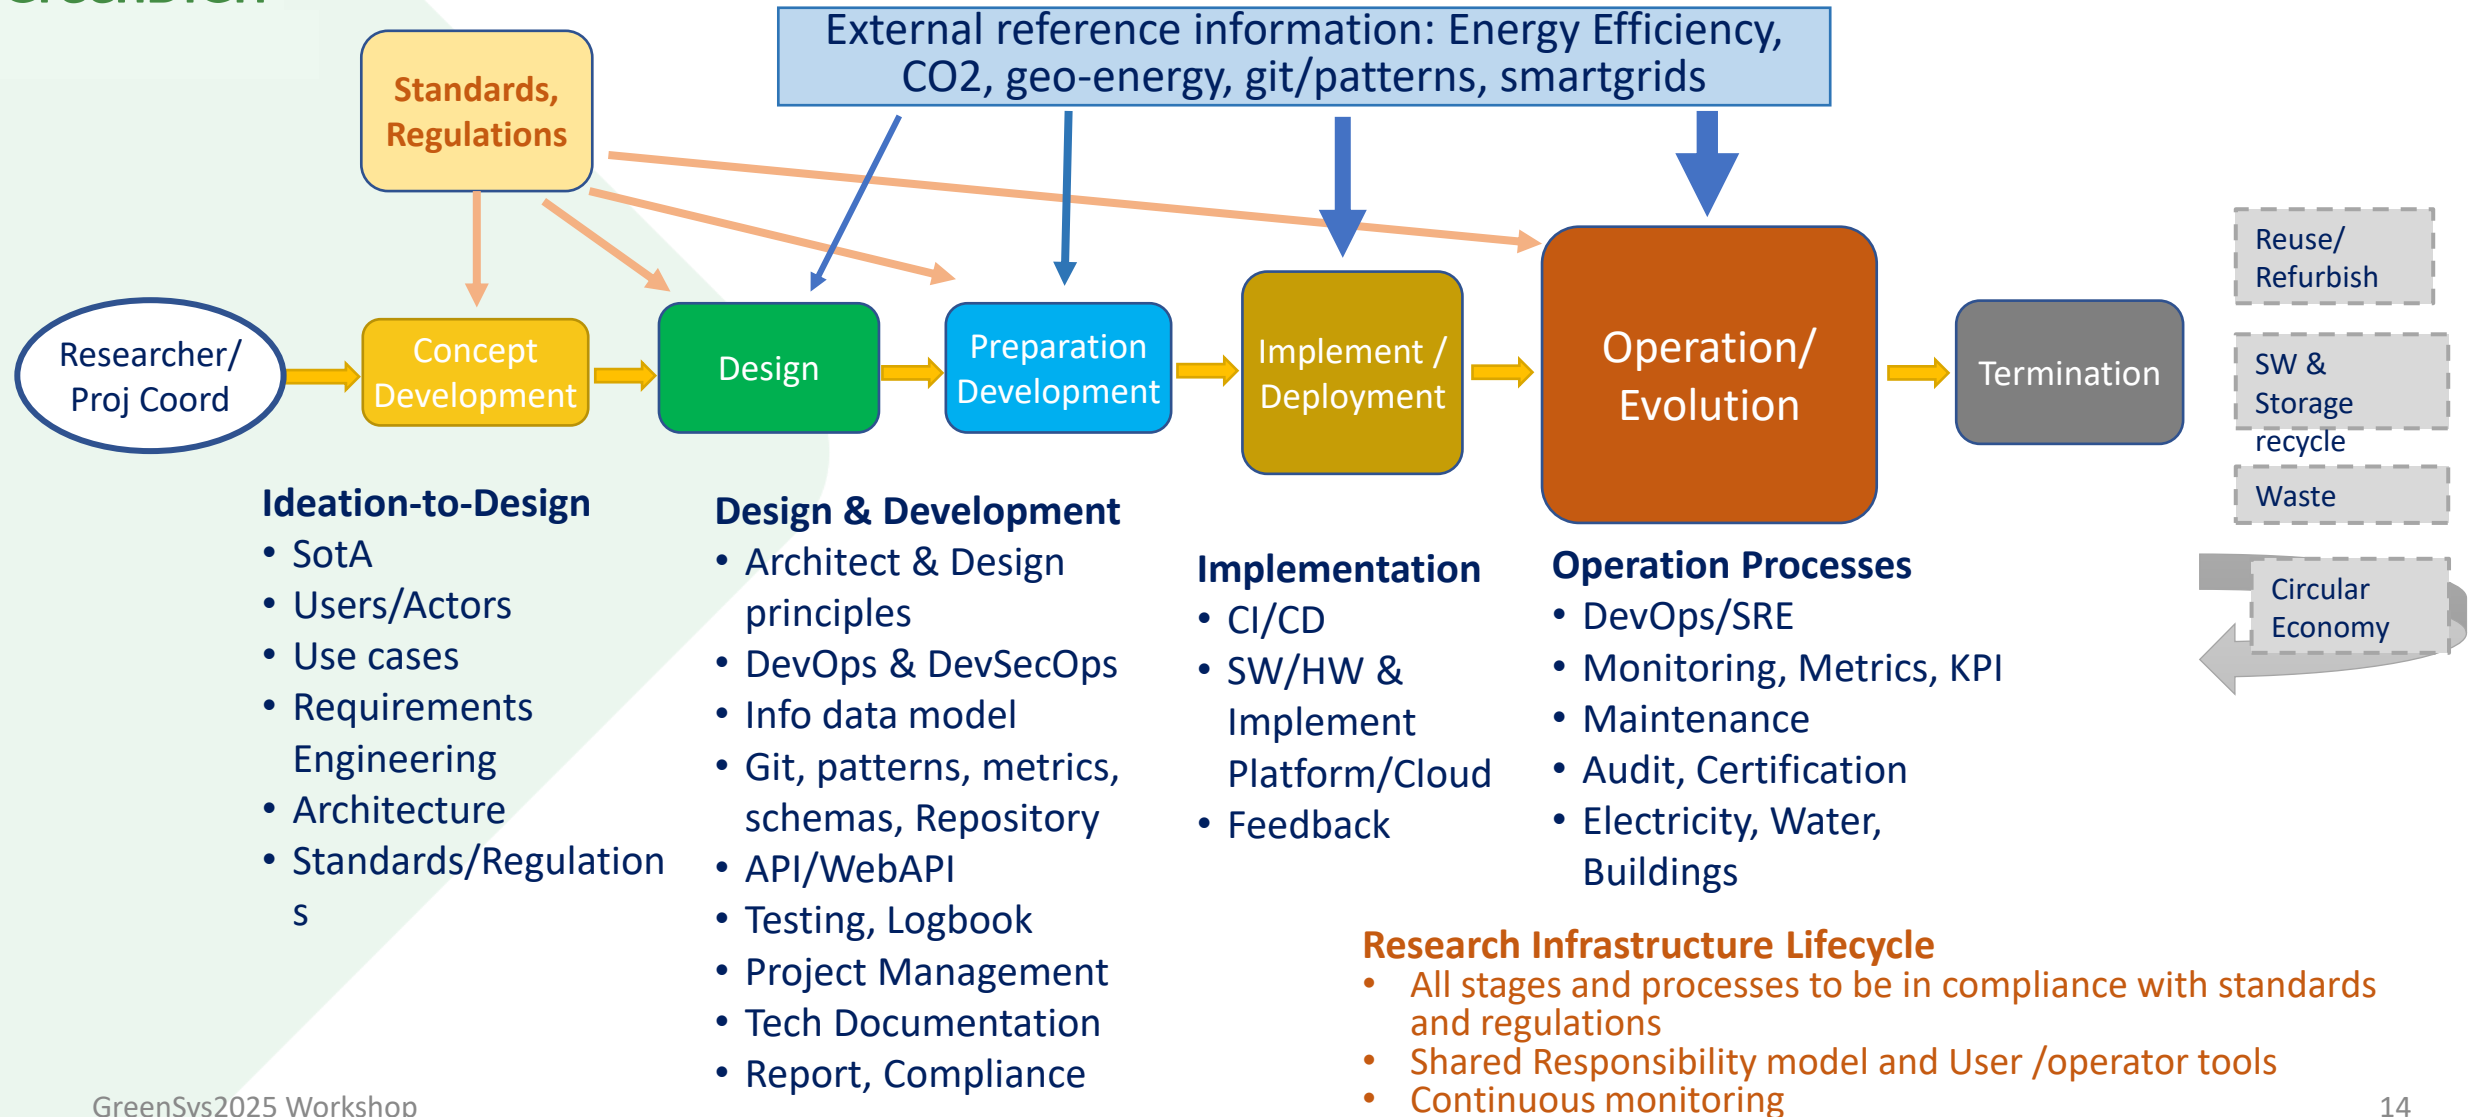 External reference information: Energy Efficiency,
CO2, geo-energy, git/patterns, smartgrids
Standards,
Regulations
Researcher/
Proj Coord
Concept
Development
Design
Preparation
Development
Implement /
Deployment
Operation/
Evolution
Termination
Reuse/
Refurbish
SW &
Storage
recycle
Waste
Circular
Economy
Ideation-to-Design
• SotA
• Users/Actors
• Use cases
• Requirements
Engineering
• Architecture
• Standards/Regulation
s
Design & Development
• Architect & Design
principles
• DevOps & DevSecOps
• Info data model
• Git, patterns, metrics,
schemas, Repository
• API/WebAPI
• Testing, Logbook
• Project Management
• Tech Documentation
• Report, Compliance
Implementation
• CI/CD
• SW/HW &
Implement
Platform/Cloud
• Feedback
Operation Processes
• DevOps/SRE
• Monitoring, Metrics, KPI
• Maintenance
• Audit, Certification
• Electricity, Water,
Buildings
Research Infrastructure Lifecycle
• All stages and processes to be in compliance with standards
and regulations
• Shared Responsibility model and User /operator tools
• Continuous monitoring
GreenSys2025 Workshop
14